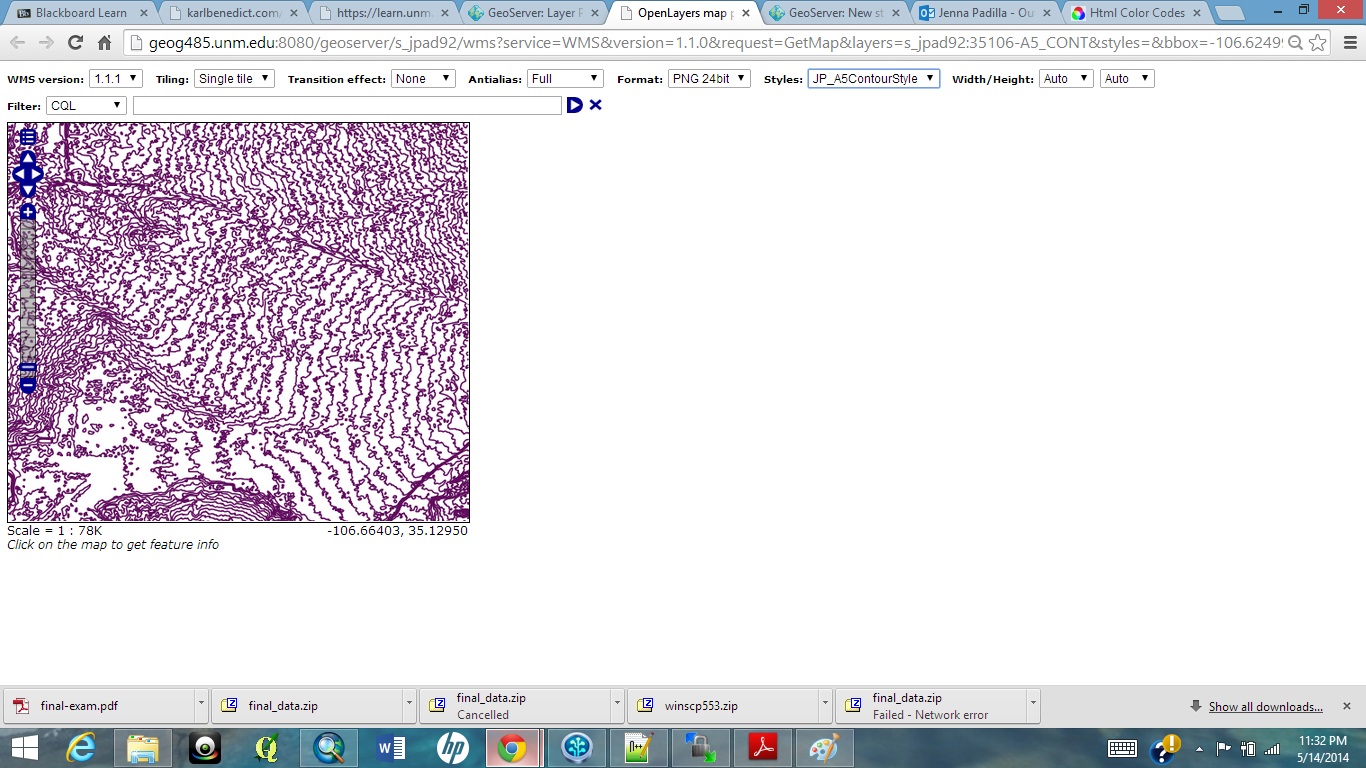 Blackboard Learn
karlbenedict.com/
https://learn.unm.
GeoServer: Layer P
OpenLayers map p
GeoServer: New st
Jenna Padilla - Ou
Html Color Codes
geog485.unm.edu:8080/geoserver/s_jpad92/wms?service=WMS&version=1.1.0&request=GetMap&layers=s_jpad92:35106-A5_CONT&styles=&bbox=-106.6249
WMS version: 1.1.1 Tiling: Single tile Transition effect: None Antialias: Full Format: PNG 24bit Styles: JP_A5ContourStyle Width/Height: Auto Auto
Filter: CQL
Scale = 1 : 78K -106.66403, 35.12950
Click on the map to get feature info
final-exam.pdf
final_data.zip
final_data.zip
Cancelled
winscp553.zip
final_data.zip
Failed - Network error
Show all downloads...
11:32 PM
5/14/2014